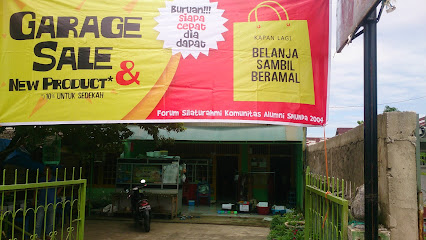 GARAGE
SALE
&
NEW PRODUCT*
*10% UNTUK SEDEKAH
Buruan!!!
SIAPA
CEPAT
DIA
DAPAT
KAPAN LAGI
BELANJA
SAMBIL
BERAMAL
Forum Silaturahmi Komunitas Alumni Smunpa 2004